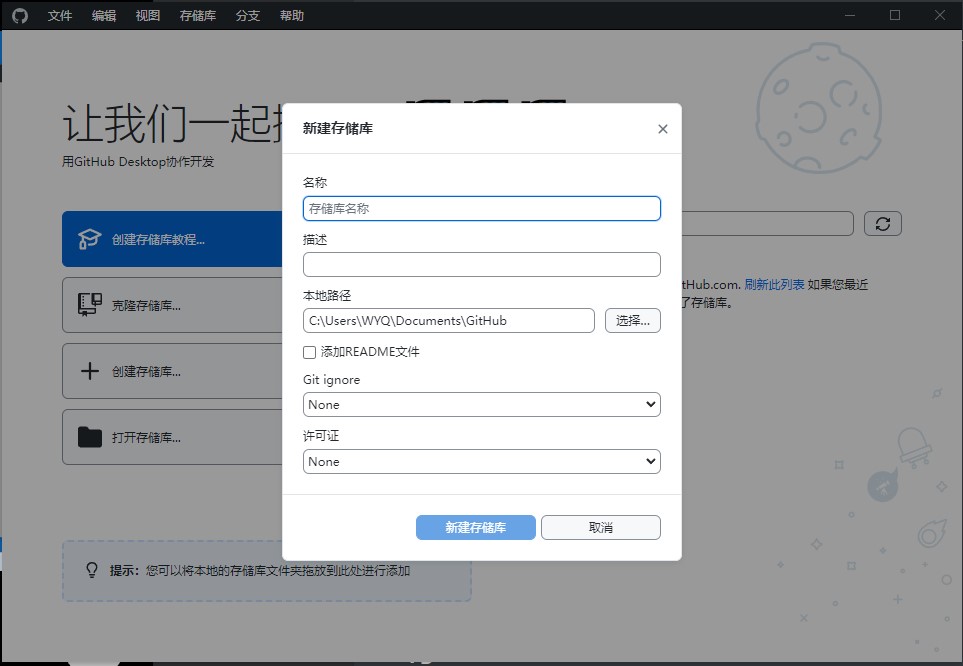 文件 编辑 视图 存储库 分支 帮助
让我们一起
用GitHub Desktop协作开发
创建存储库教程...
克隆存储库...
创建存储库...
打开存储库...
提示：您可以将本地的存储库文件夹拖放到此处进行添加
新建存储库
名称
存储库名称
描述
本地路径
C:\Users\WYQ\Documents\GitHub 选择...
添加README文件
Git ignore
None
许可证
None
新建存储库 取消
tHub.com. 刷新此列表 如果您最近
了存储库。